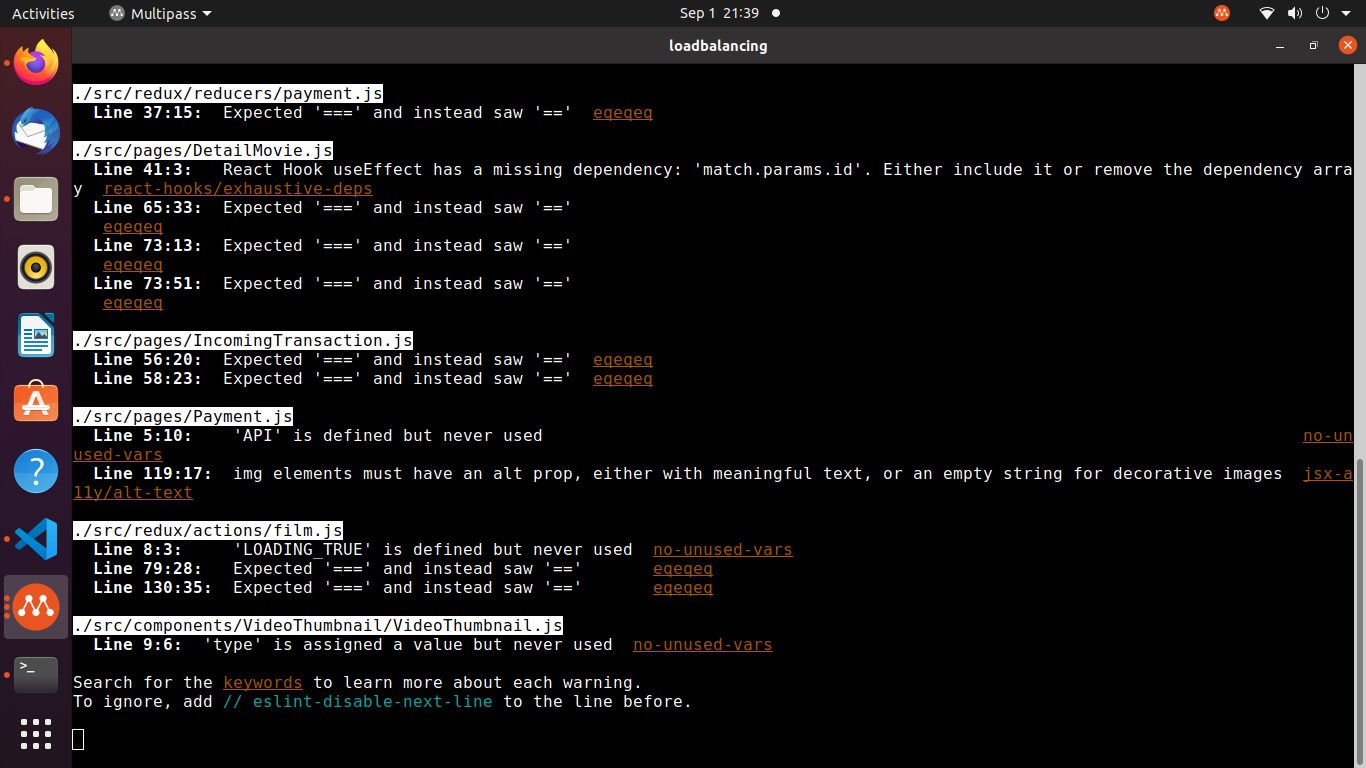 Activities Multipass Sep 1 21:39
loadbalancing
./src/redux/reducers/payment.js
Line 37:15: Expected '===' and instead saw '==' eqeqeq
./src/pages/DetailMovie.js
Line 41:3: React Hook useEffect has a missing dependency: 'match.params.id'. Either include it or remove the dependency arra
y react-hooks/exhaustive-deps
Line 65:33: Expected '===' and instead saw '=='
eqeqeq
Line 73:13: Expected '===' and instead saw '=='
eqeqeq
Line 73:51: Expected '===' and instead saw '=='
eqeqeq
./src/pages/IncomingTransaction.js
Line 56:20: Expected '===' and instead saw '==' eqeqeq
Line 58:23: Expected '===' and instead saw '==' eqeqeq
./src/pages/Payment.js
Line 5:10: 'API' is defined but never used no-un
used-vars
Line 119:17: img elements must have an alt prop, either with meaningful text, or an empty string for decorative images jsx-a
11y/alt-text
./src/redux/actions/film.js
Line 8:3: 'LOADING_TRUE' is defined but never used no-unused-vars
Line 79:28: Expected '===' and instead saw '==' eqeqeq
Line 130:35: Expected '===' and instead saw '==' eqeqeq
./src/components/VideoThumbnail/VideoThumbnail.js
Line 9:6: 'type' is assigned a value but never used no-unused-vars
Search for the keywords to learn more about each warning.
To ignore, add // eslint-disable-next-line to the line before.